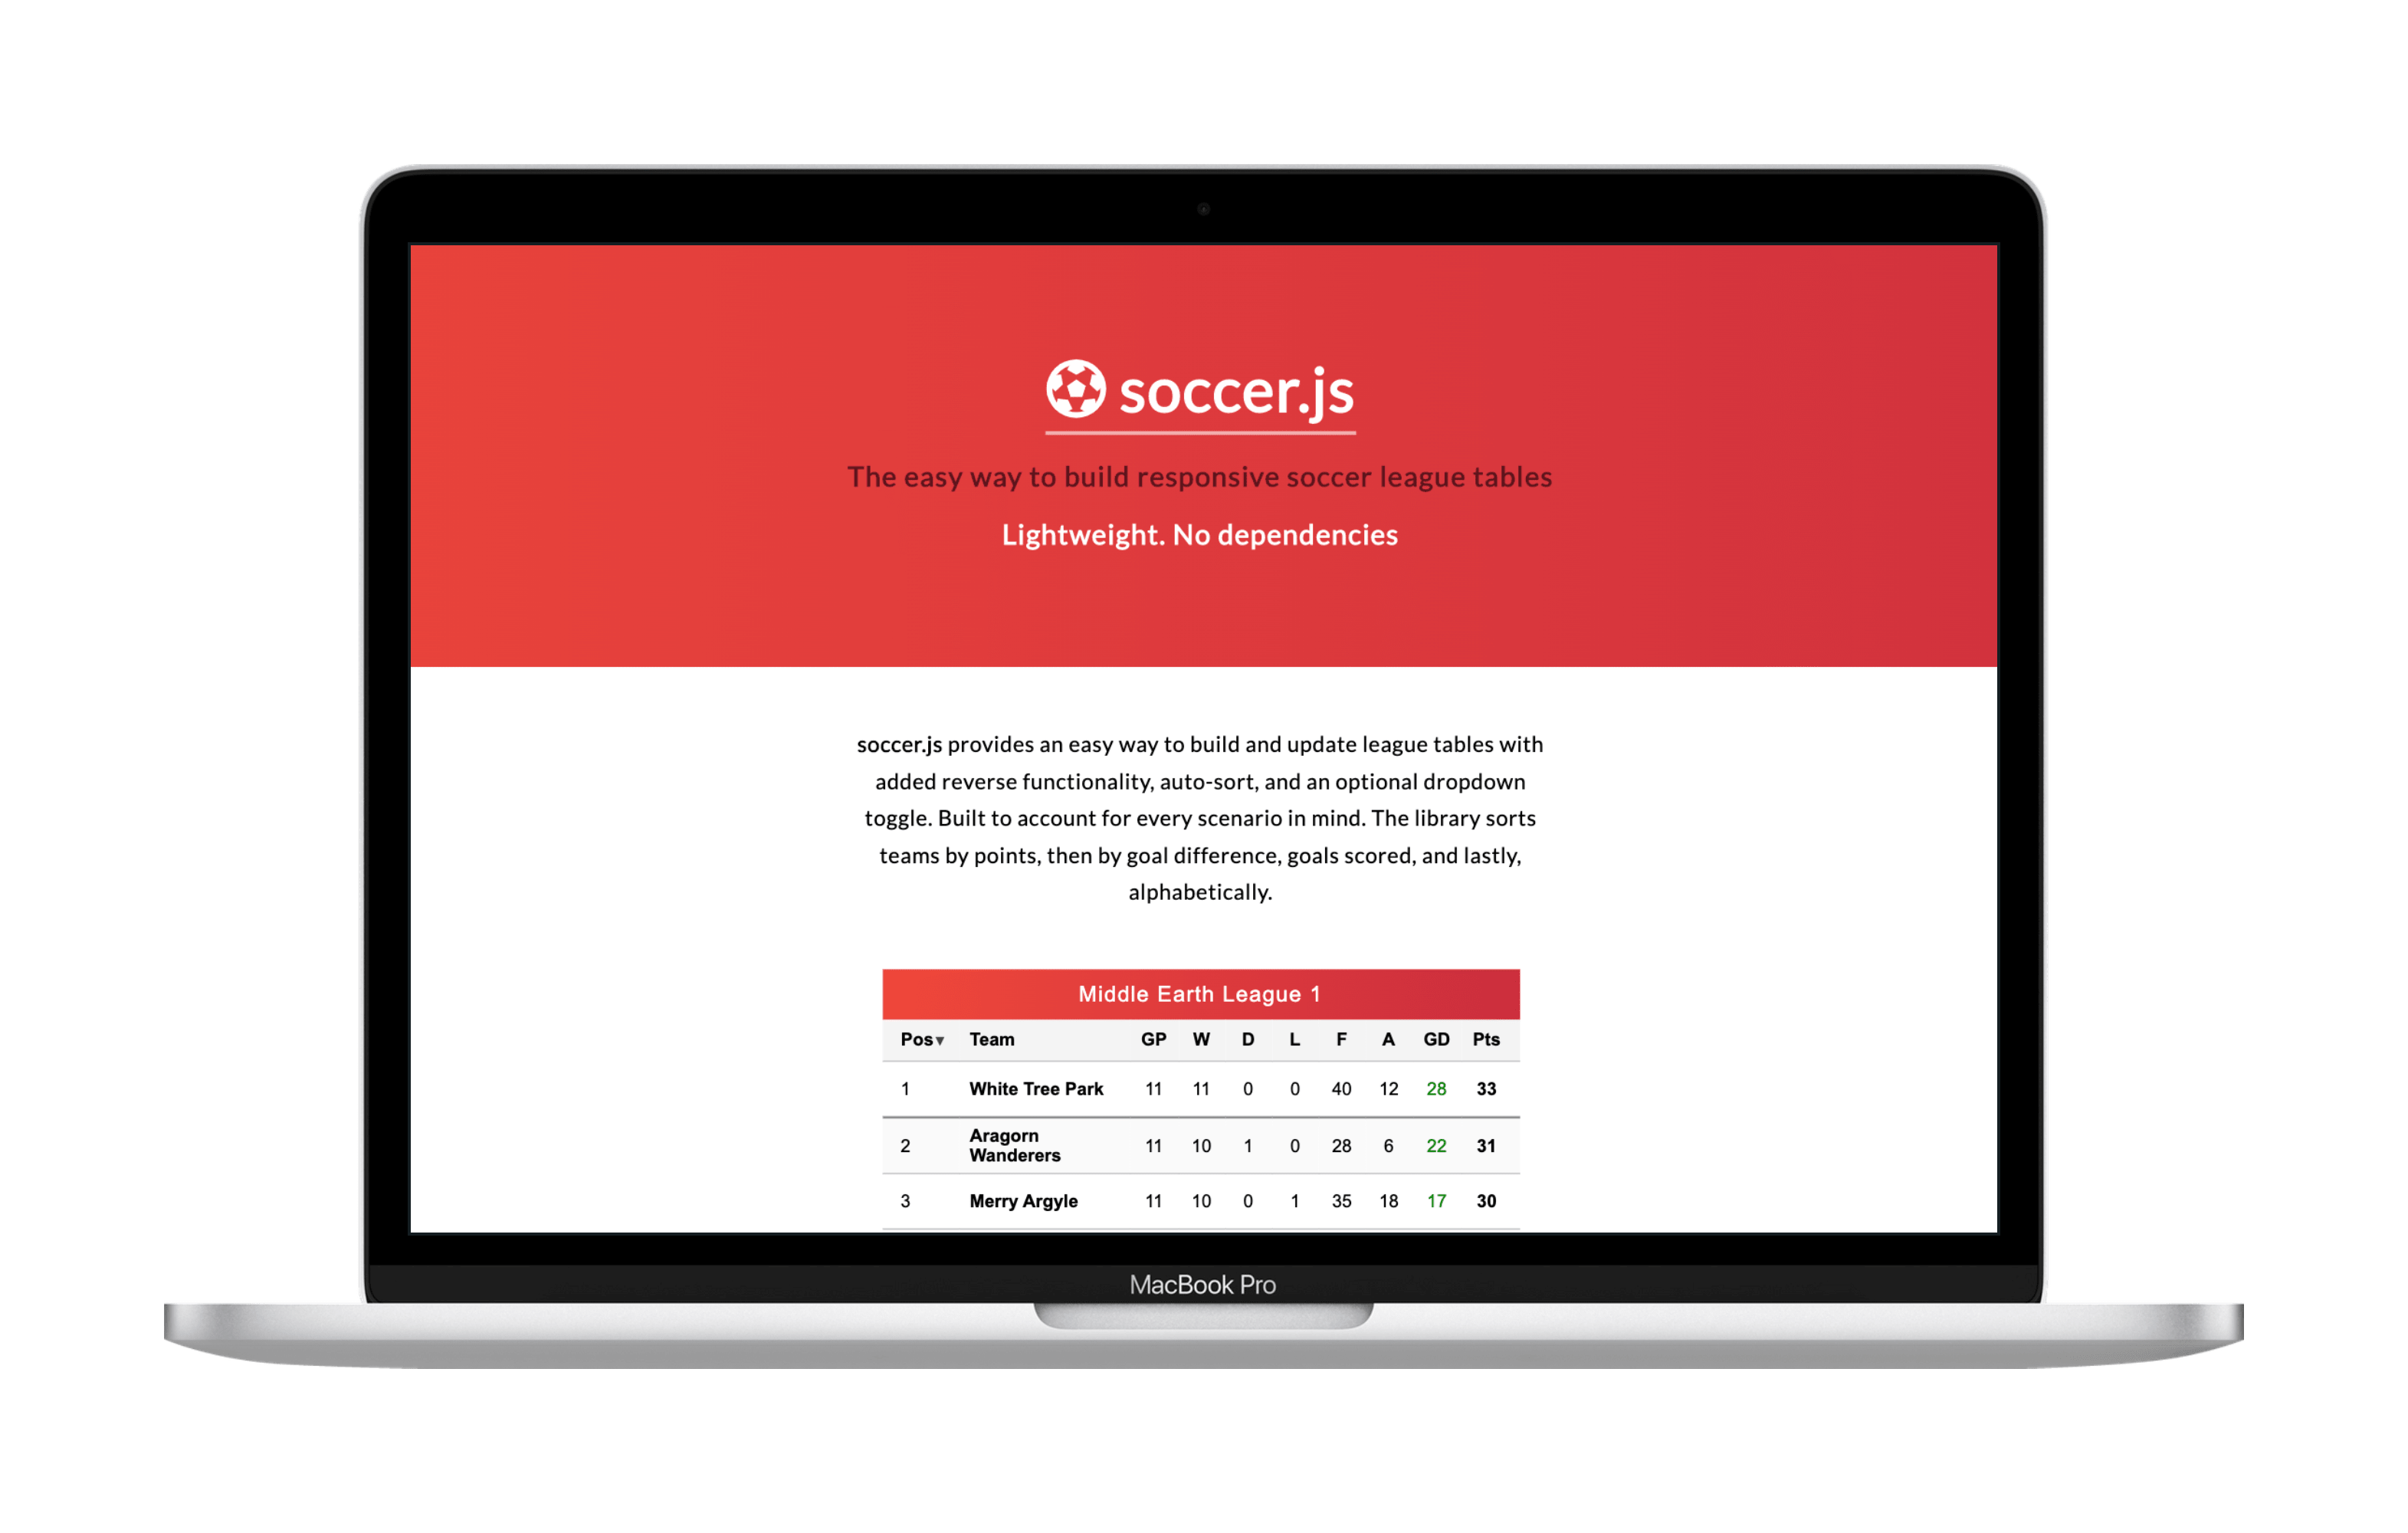 soccer.js
The easy way to build responsive soccer league tables
Lightweight. No dependencies
soccer.js provides an easy way to build and update league tables with
added reverse functionality, auto-sort, and an optional dropdown
toggle. Built to account for every scenario in mind. The library sorts
teams by points, then by goal difference, goals scored, and lastly,
alphabetically.
Middle Earth League 1
Pos▾ Team GP W D L F A GD Pts
1 White Tree Park 11 11 0 0 40 12 28 33
2 Aragorn Wanderers 11 10 1 0 28 6 22 31
3 Merry Argyle 11 10 0 1 35 18 17 30
MacBook Pro